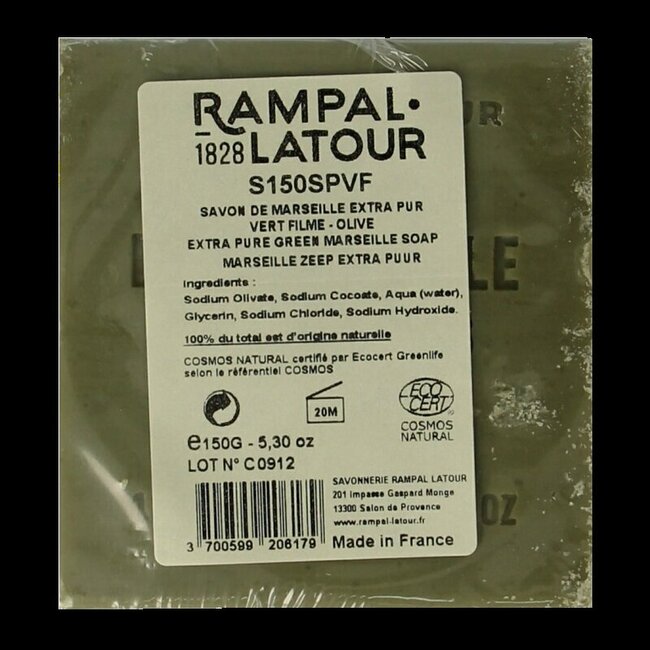 RAMPAL·
1828 LATOUR
S150SPVF
SAVON DE MARSEILLE EXTRA PUR
VERT FILME - OLIVE
EXTRA PURE GREEN MARSEILLE SOAP
MARSEILLE ZEEP EXTRA PUUR
Ingredients :
Sodium Olivate, Sodium Cocoate, Aqua (water),
Glycerin, Sodium Chloride, Sodium Hydroxide.
100% du total est d'origine naturelle
COSMOS NATURAL certifié par Ecocert Greenlife
selon le référentiel COSMOS
20M
ECO
CERT
COSMOS
NATURAL
℮150G - 5,30 oz
LOT N° C0912
SAVONNERIE RAMPAL LATOUR
201 Impasse Gaspard Monge
13300 Salon de Provence
www.rampal-latour.fr
3 700599 206179
Made in France
UR
LE
OZ